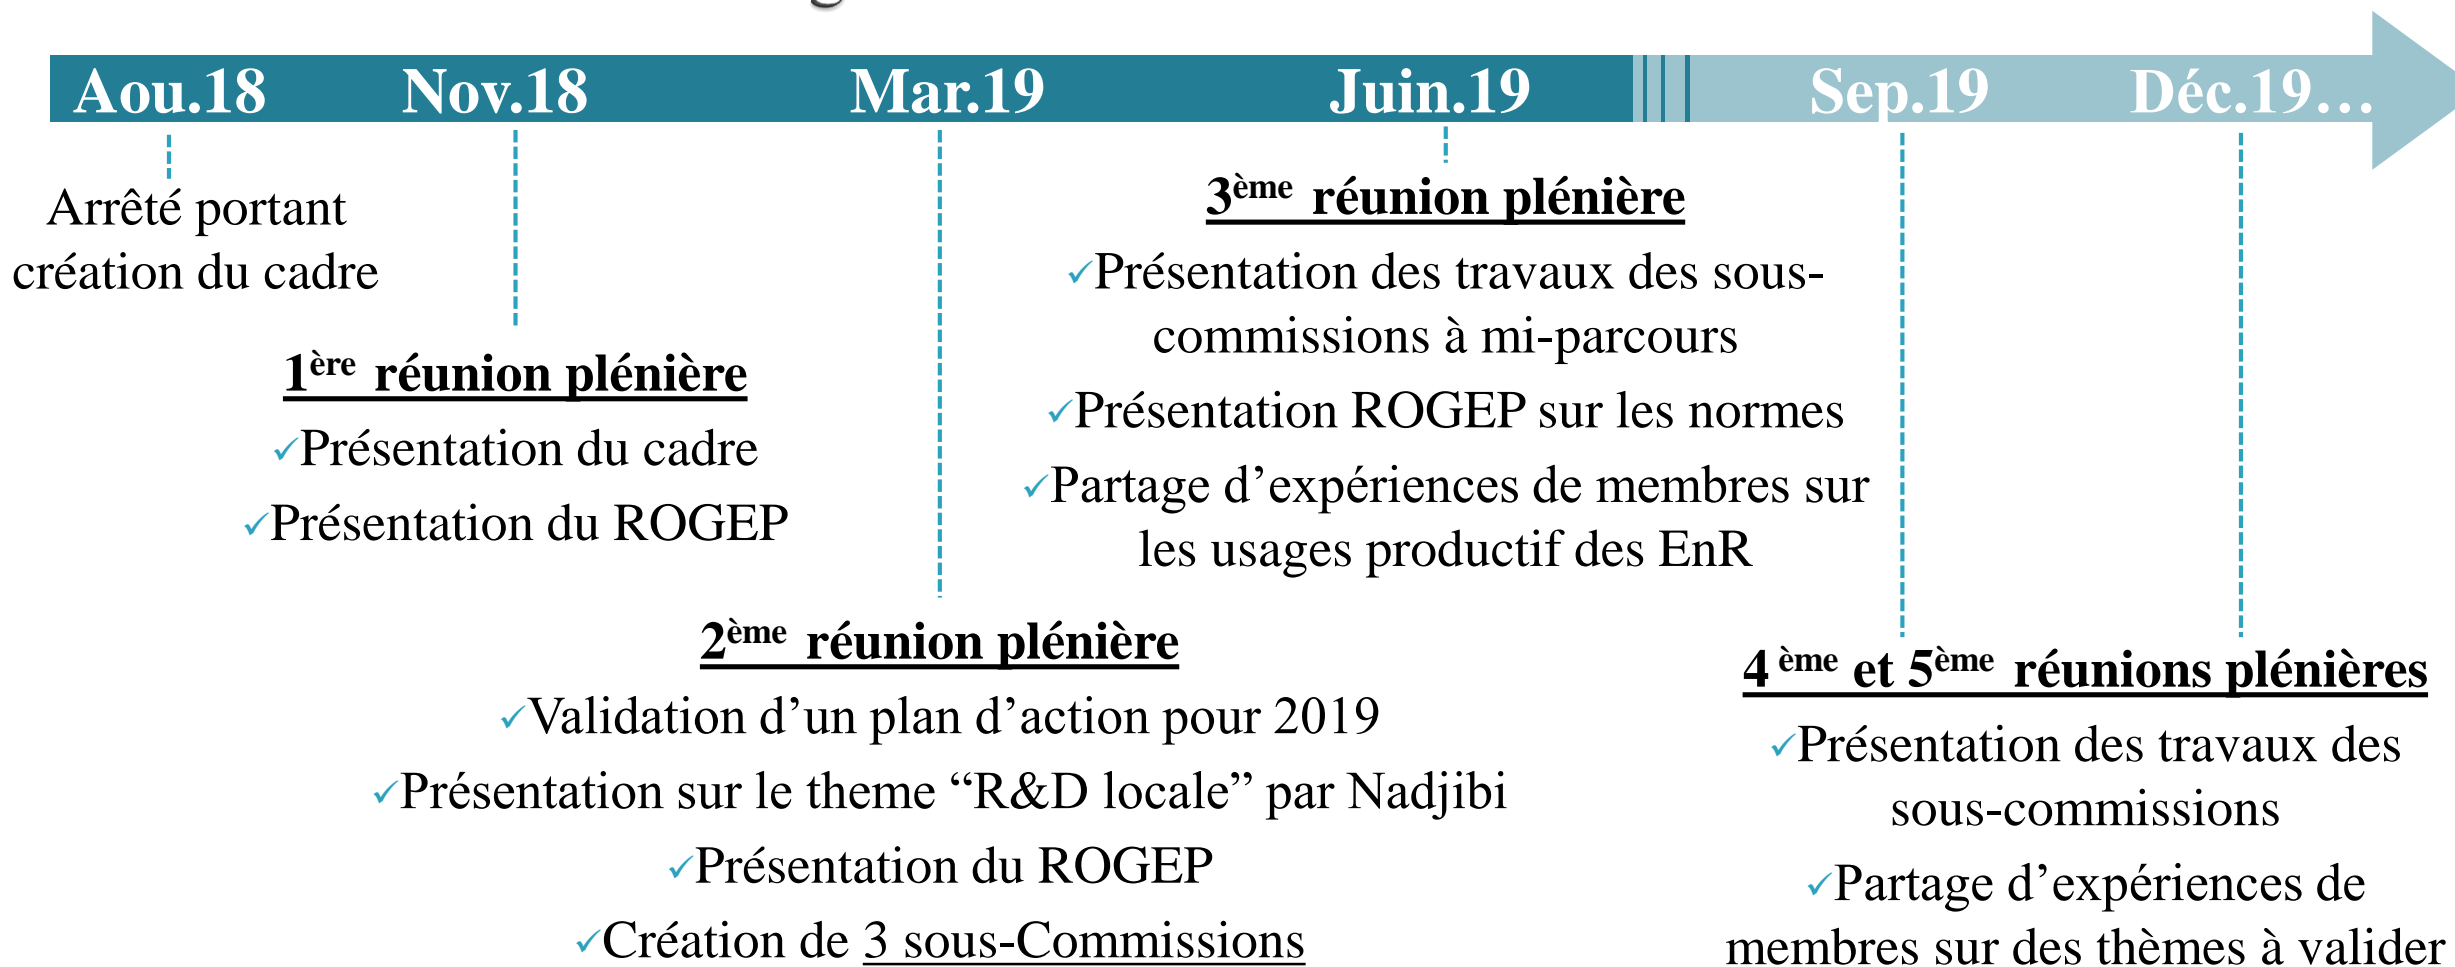 Aou.18 Nov.18 Mar.19 Juin.19 Sep.19 Déc.19…
Arrêté portant
création du cadre
1ère réunion plénière
✓Présentation du cadre
✓Présentation du ROGEP
2ème réunion plénière
✓Validation d’un plan d’action pour 2019
✓Présentation sur le theme “R&D locale” par Nadjibi
✓Présentation du ROGEP
✓Création de 3 sous-Commissions
3ème réunion plénière
✓Présentation des travaux des sous-
commissions à mi-parcours
✓Présentation ROGEP sur les normes
✓Partage d’expériences de membres sur
les usages productif des EnR
4 ème et 5ème réunions plénières
✓Présentation des travaux des
sous-commissions
✓Partage d’expériences de
membres sur des thèmes à valider